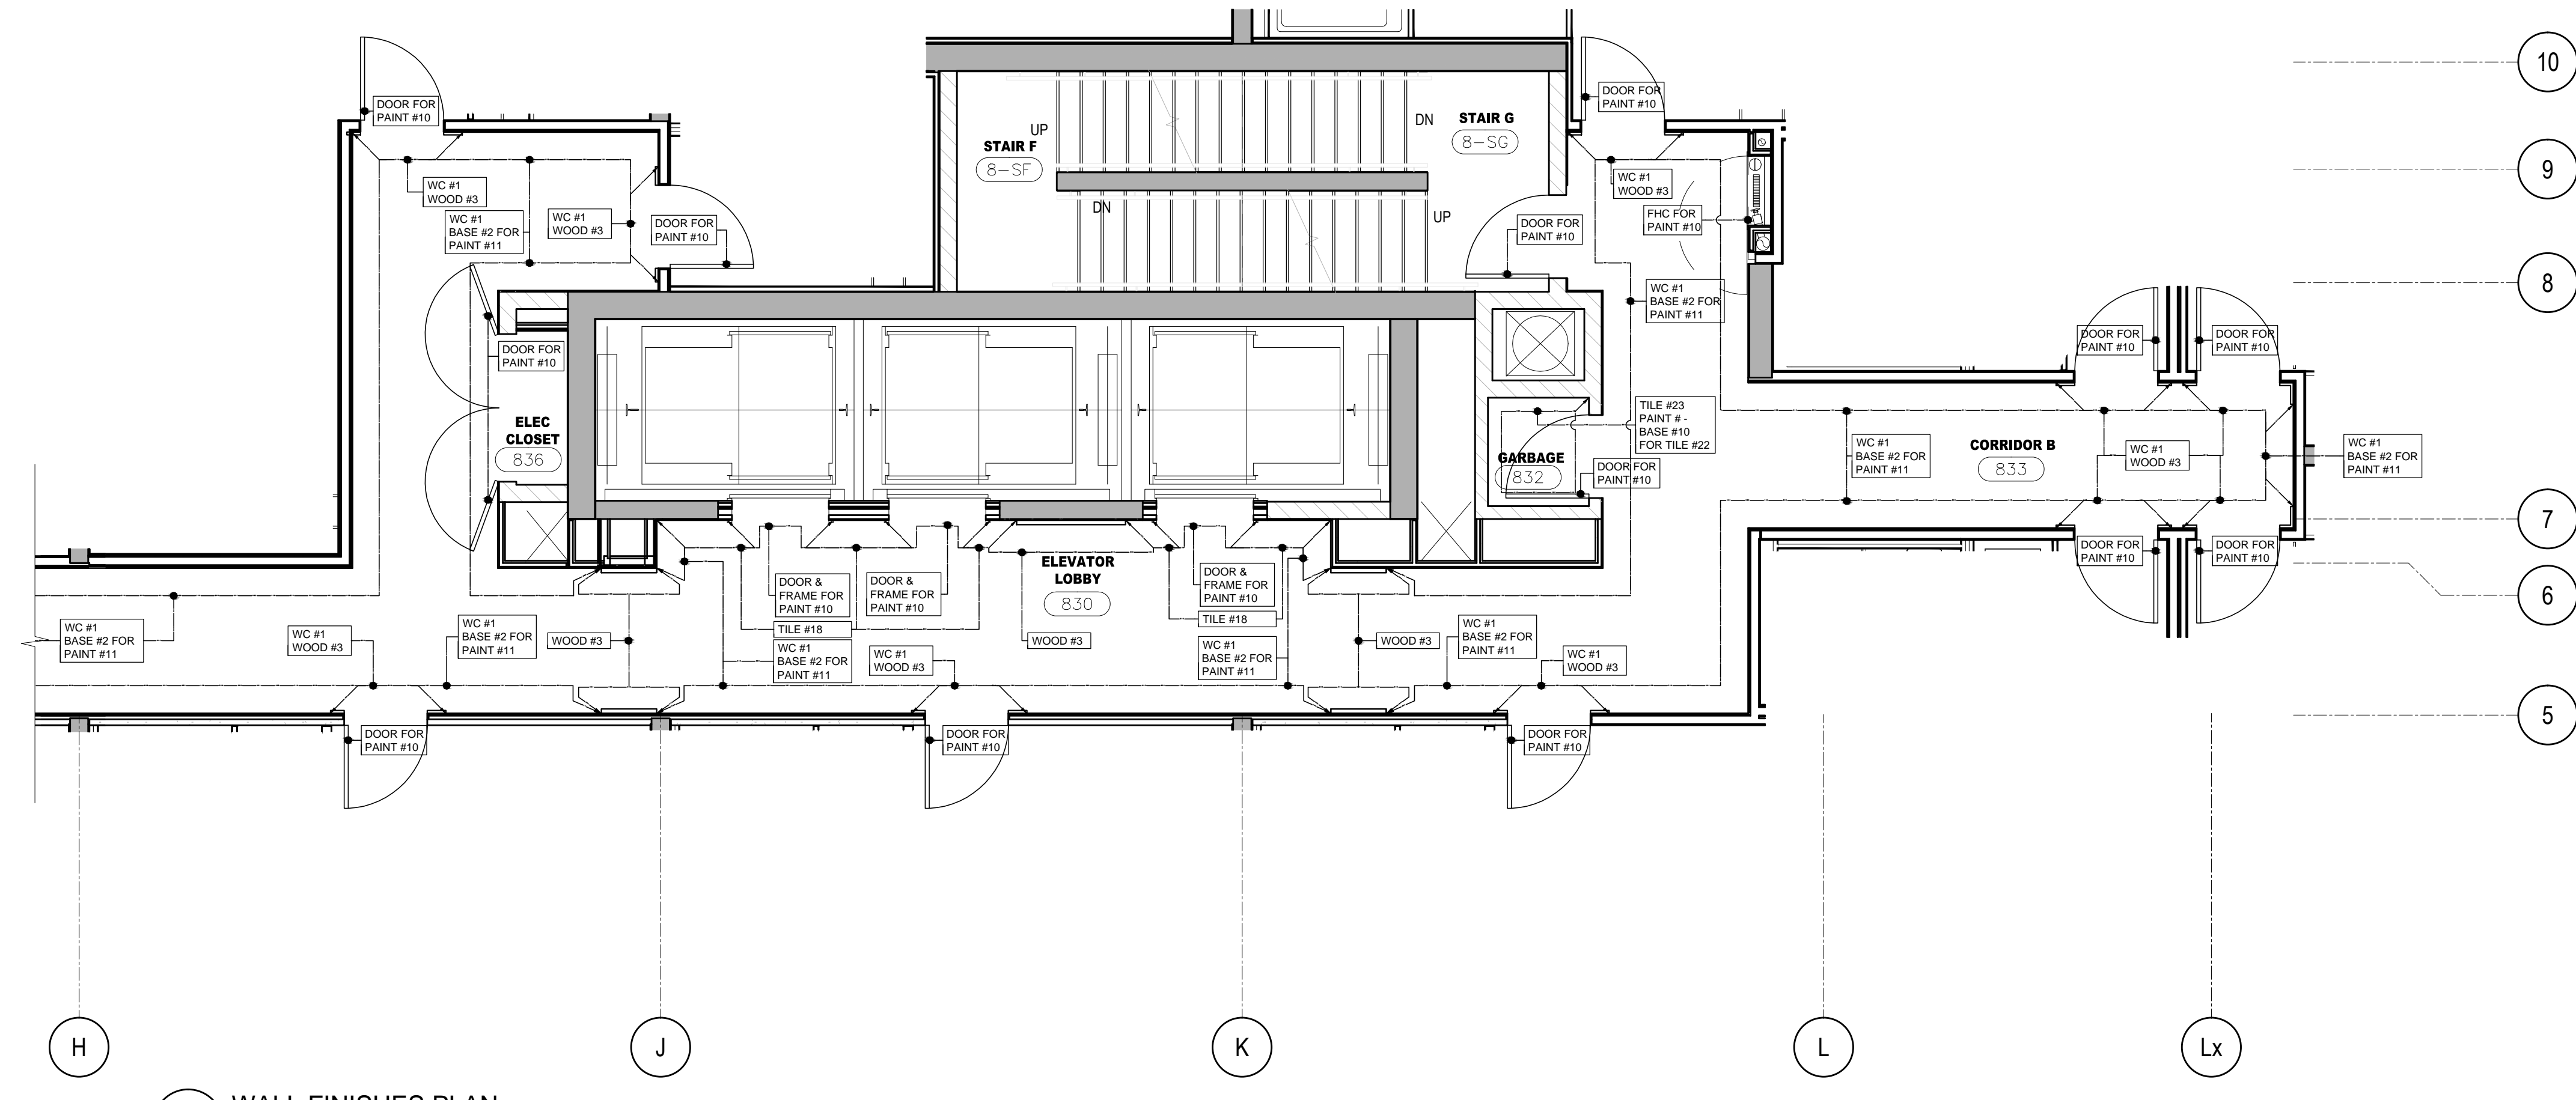 10
DOOR FOR
PAINT #10
DOOR FOR
PAINT #10
UP
STAIR F
8-SF
DN
STAIR G
8-SG
9
WC #1
WOOD #3
WC #1
BASE #2 FOR
PAINT #11
WC #1
WOOD #3
DOOR FOR
PAINT #10
DN
UP
DOOR FOR
PAINT #10
WC #1
WOOD #3
FHC FOR
PAINT #10
8
WC #1
BASE #2 FOR
PAINT #11
DOOR FOR
PAINT #10
DOOR FOR
PAINT #10
DOOR FOR
PAINT #10
ELEC
CLOSET
836
TILE #23
PAINT # -
BASE #10
FOR TILE #22
GARBAGE
832
DOOR FOR
PAINT #10
WC #1
BASE #2 FOR
PAINT #11
CORRIDOR B
833
WC #1
WOOD #3
WC #1
BASE #2 FOR
PAINT #11
7
DOOR FOR
PAINT #10
DOOR FOR
PAINT #10
ELEVATOR
LOBBY
830
DOOR &
FRAME FOR
PAINT #10
DOOR &
FRAME FOR
PAINT #10
DOOR &
FRAME FOR
PAINT #10
6
TILE #18
TILE #18
WC #1
BASE #2 FOR
PAINT #11
WC #1
WOOD #3
WC #1
BASE #2 FOR
PAINT #11
WOOD #3
WC #1
BASE #2 FOR
PAINT #11
WC #1
WOOD #3
WOOD #3
WC #1
BASE #2 FOR
PAINT #11
WOOD #3
WC #1
BASE #2 FOR
PAINT #11
WC #1
WOOD #3
5
DOOR FOR
PAINT #10
DOOR FOR
PAINT #10
DOOR FOR
PAINT #10
H
J
K
L
Lx
WALL FINISHES PLAN